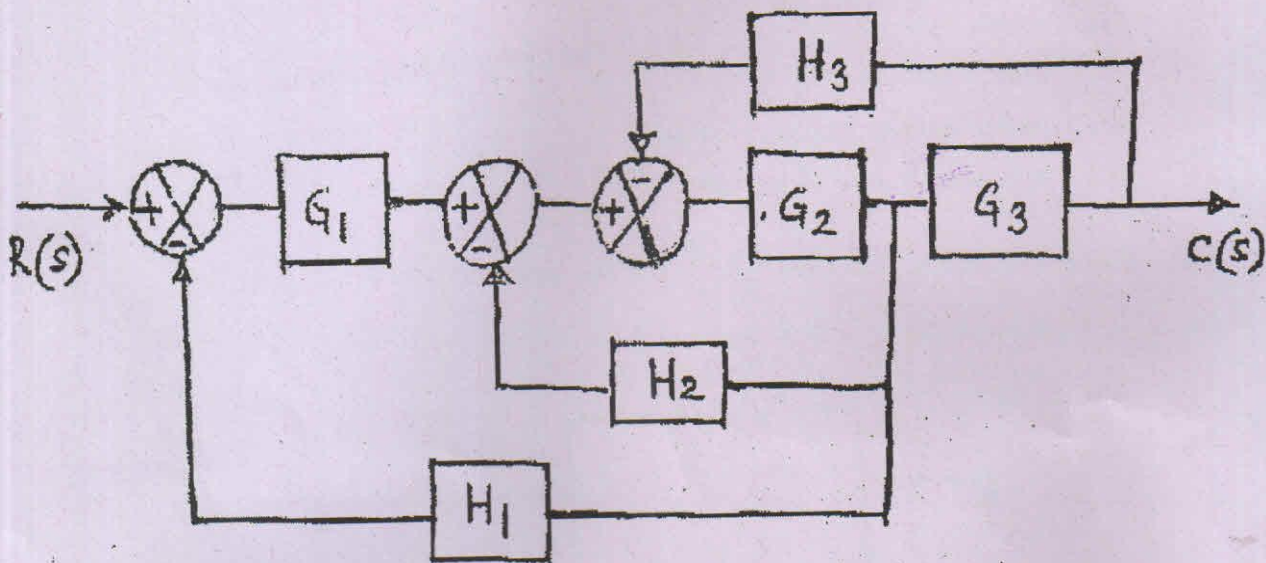 H3
+ -
G1
+ -
- +
G2
G3
R(s)
C(s)
H2
H1